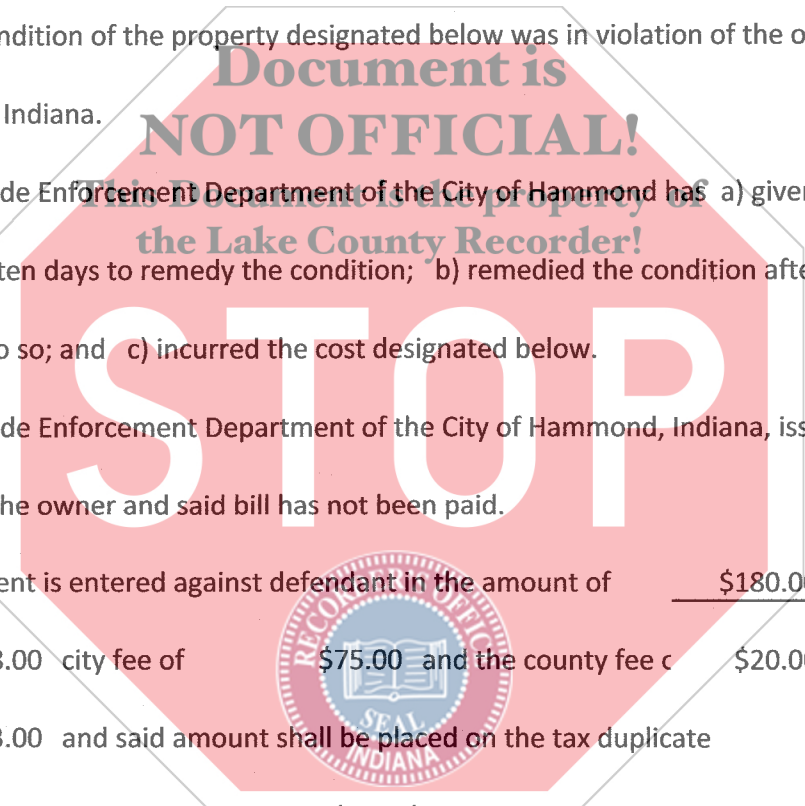 ndition of the property designated below was in violation of the o
Document is
Indiana.
NOT OFFICIAL!
de Enforcement Department of the City of Hammond has a) given
This Document is the property of
the Lake County Recorder!
ten days to remedy the condition; b) remedied the condition afte
o so; and c) incurred the cost designated below.
STOP
de Enforcement Department of the City of Hammond, Indiana, iss
he owner and said bill has not been paid.
ent is entered against defendant in the amount of $180.0
RECORDER'S OFFICE
3.00 city fee of $75.00 and the county fee o $20.0
SEAL
3.00 and said amount shall be placed on the tax duplicate
INDIANA